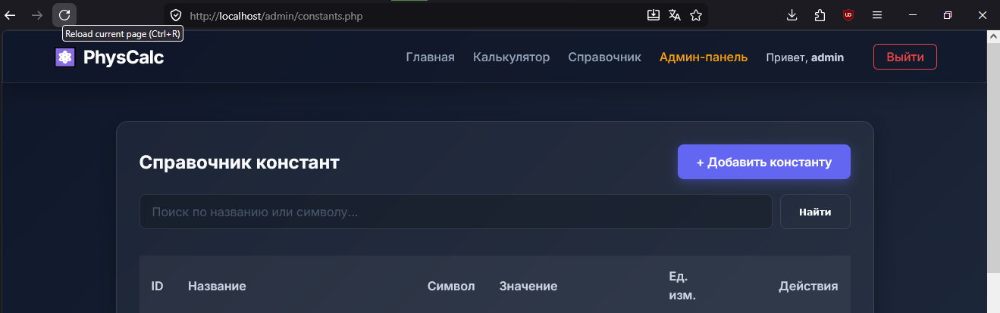 http://localhost/admin/constants.php
Reload current page (Ctrl+R)
PhysCalc
Главная
Калькулятор
Справочник
Админ-панель
Привет, admin
Выйти
Справочник констант
+ Добавить константу
Поиск по названию или символу...
Найти
ID
Название
Символ
Значение
Ед.
изм.
Действия